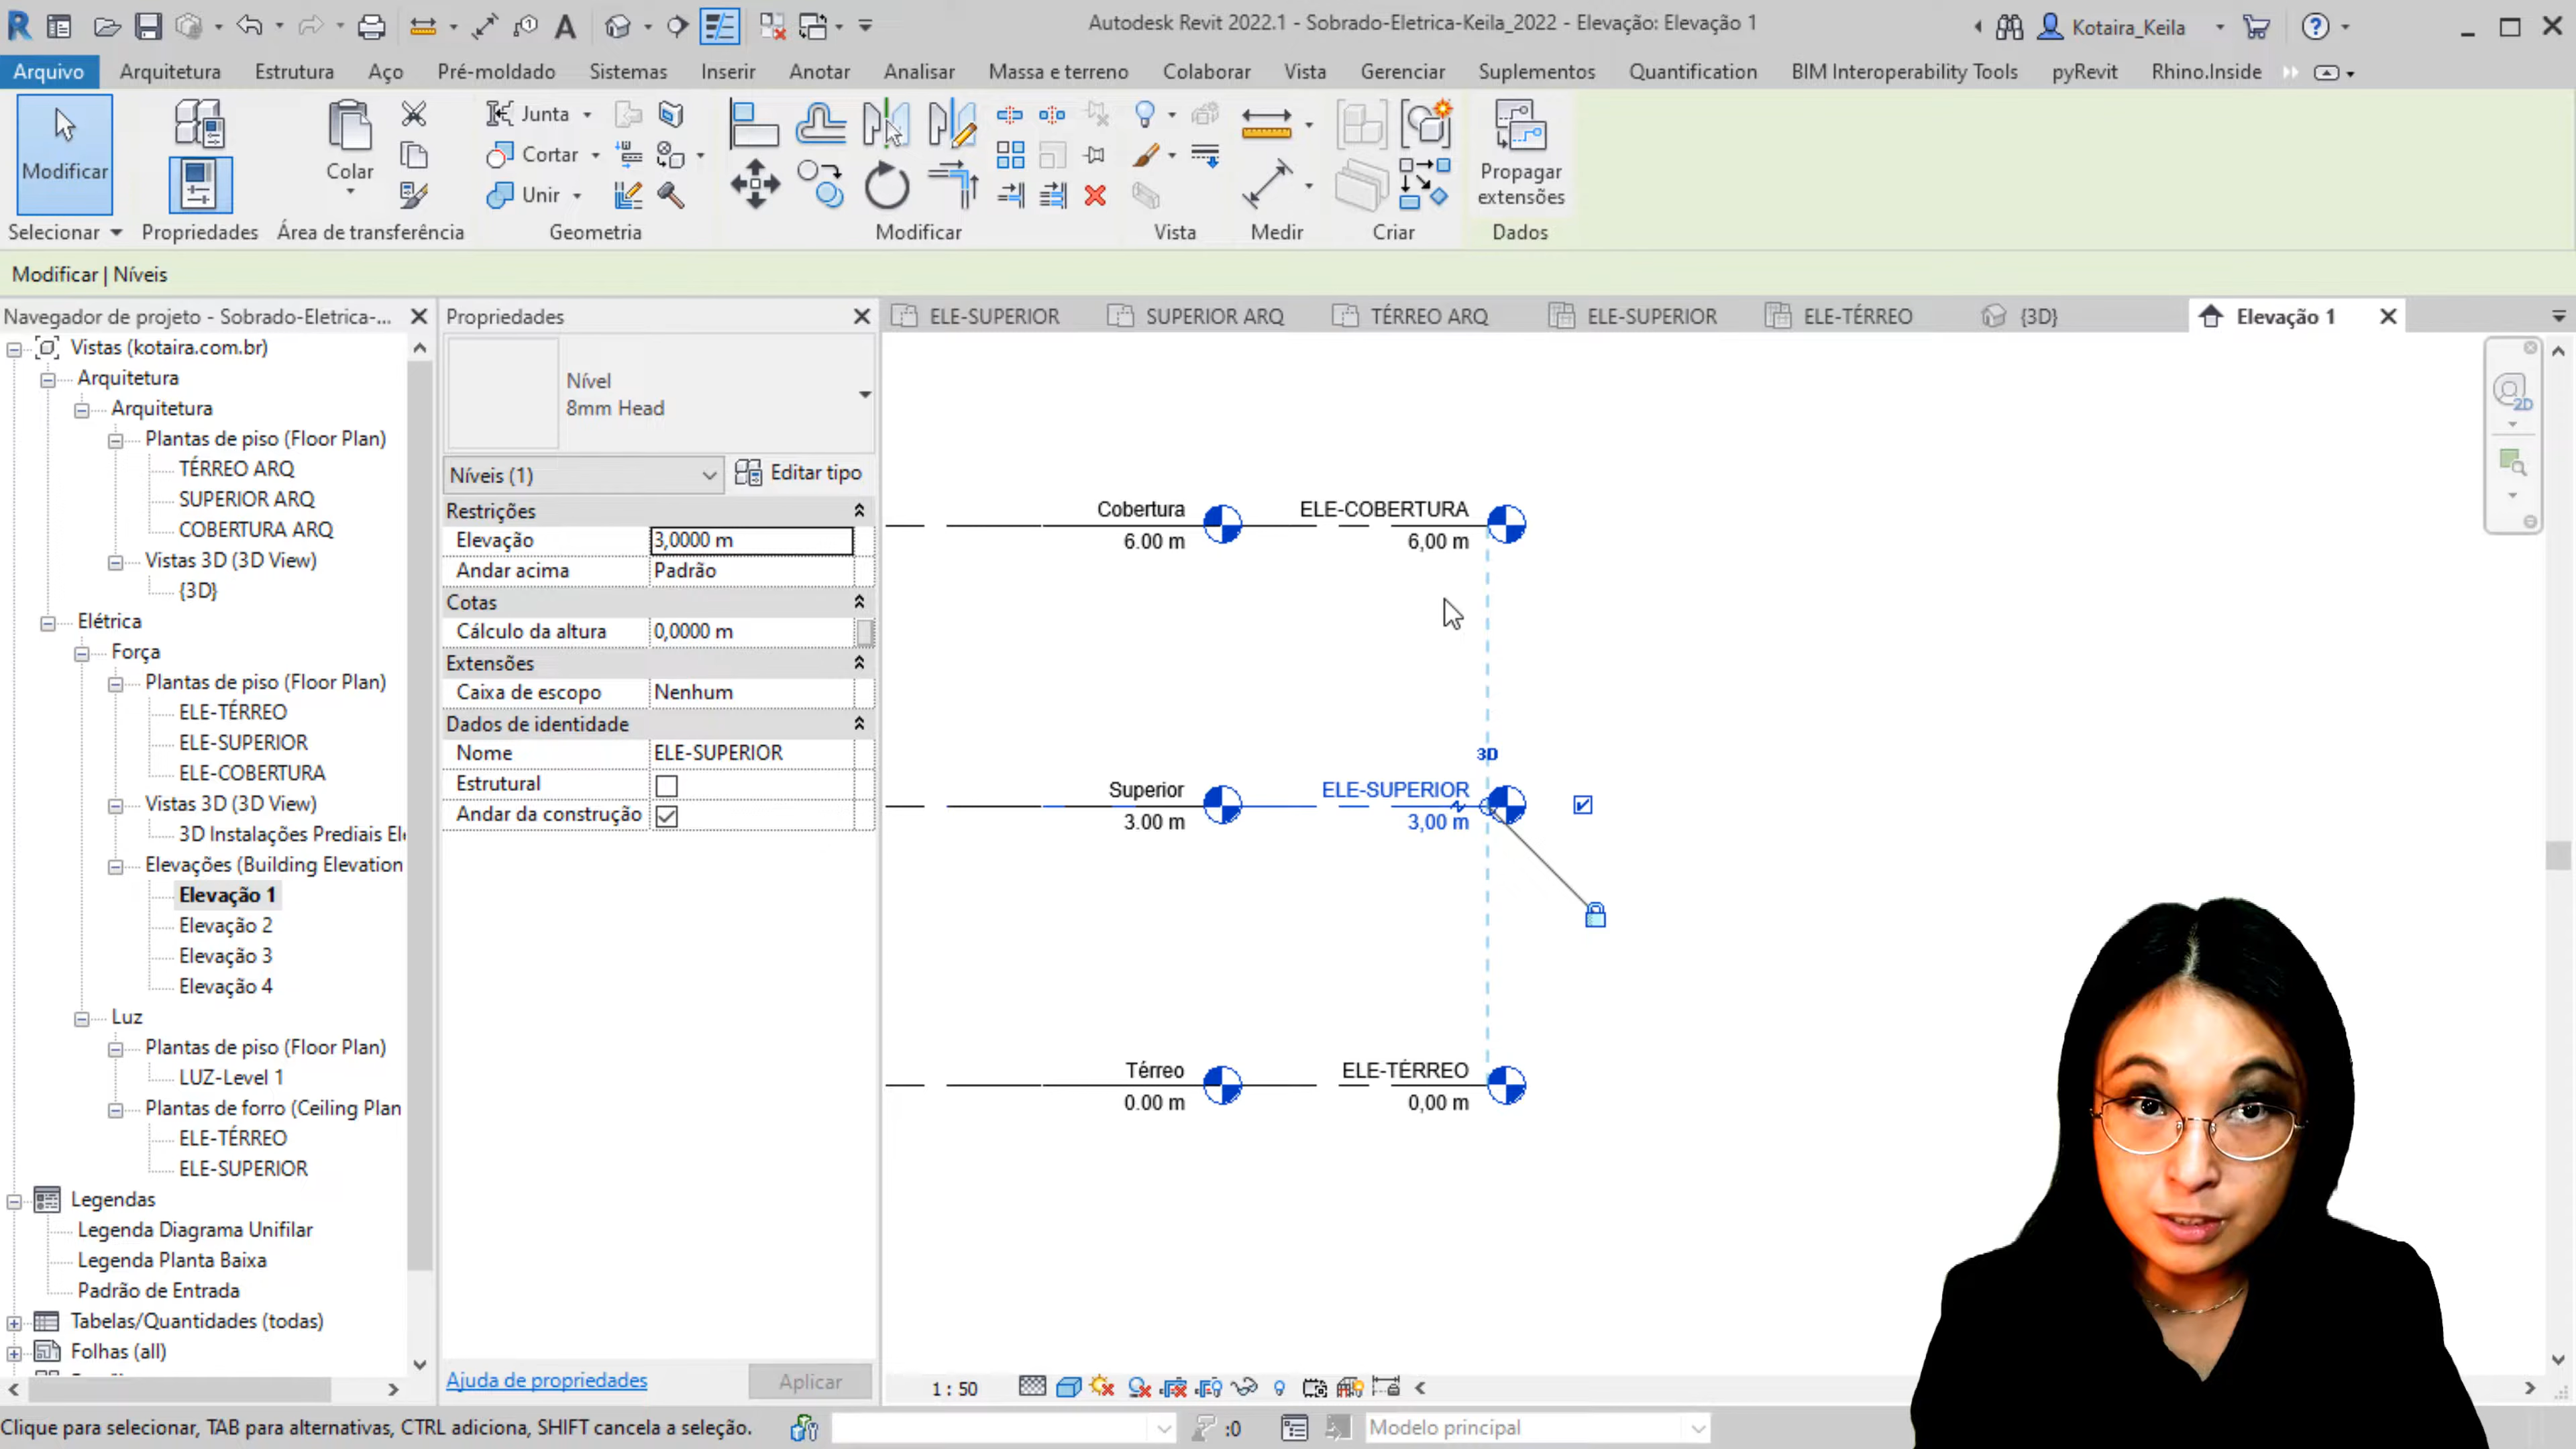 Autodesk Revit 2022.1 - Sobrado-Eletrica-Keila_2022 - Elevação: Elevação 1
Kotaira_Keila
Arquivo Arquitetura Estrutura Aço Pré-moldado Sistemas Inserir Anotar Analisar Massa e terreno Colaborar Vista Gerenciar Suplementos Quantification BIM Interoperability Tools pyRevit Rhino.Inside
Modificar
Colar
Junta
Cortar
Unir
Propagar
extensões
Selecionar Propriedades Área de transferência Geometria Modificar Vista Medir Criar Dados
Modificar | Níveis
Navegador de projeto - Sobrado-Eletrica-...
Vistas (kotaira.com.br)
Arquitetura
Arquitetura
Plantas de piso (Floor Plan)
TÉRREO ARQ
SUPERIOR ARQ
COBERTURA ARQ
Vistas 3D (3D View)
{3D}
Elétrica
Força
Plantas de piso (Floor Plan)
ELE-TÉRREO
ELE-SUPERIOR
ELE-COBERTURA
Vistas 3D (3D View)
3D Instalações Prediais El
Elevações (Building Elevation
Elevação 1
Elevação 2
Elevação 3
Elevação 4
Luz
Plantas de piso (Floor Plan)
LUZ-Level 1
Plantas de forro (Ceiling Plan
ELE-TÉRREO
ELE-SUPERIOR
Legendas
Legenda Diagrama Unifilar
Legenda Planta Baixa
Padrão de Entrada
Tabelas/Quantidades (todas)
Folhas (all)
Propriedades
Nível
8mm Head
Níveis (1) Editar tipo
Restrições
Elevação 3,0000 m
Andar acima Padrão
Cotas
Cálculo da altura 0,0000 m
Extensões
Caixa de escopo Nenhum
Dados de identidade
Nome ELE-SUPERIOR
Estrutural
Andar da construção
Ajuda de propriedades Aplicar
ELE-SUPERIOR SUPERIOR ARQ TÉRREO ARQ ELE-SUPERIOR ELE-TÉRREO {3D} Elevação 1
2D
Cobertura ELE-COBERTURA
6.00 m 6,00 m
3D
Superior ELE-SUPERIOR
3.00 m 3,00 m
Térreo ELE-TÉRREO
0.00 m 0,00 m
1 : 50
Clique para selecionar, TAB para alternativas, CTRL adiciona, SHIFT cancela a seleção.
:0
Modelo principal